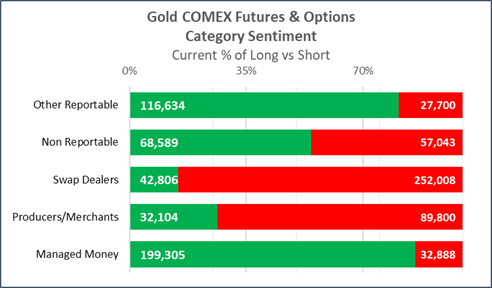 Gold COMEX Futures & Options
Category Sentiment
Current % of Long vs Short
0% 35% 70%
Other Reportable 116,634 27,700
Non Reportable 68,589 57,043
Swap Dealers 42,806 252,008
Producers/Merchants 32,104 89,800
Managed Money 199,305 32,888